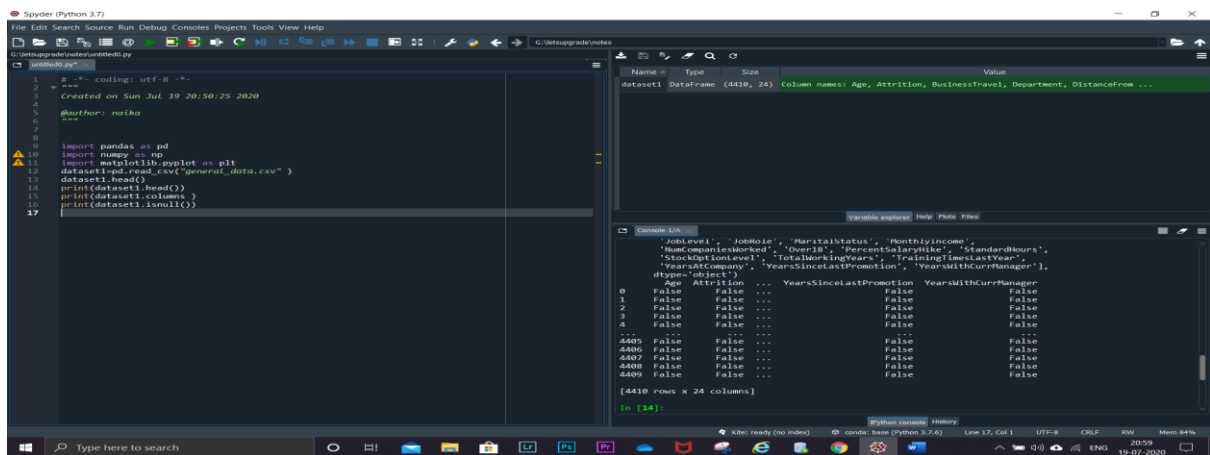 Spyder (Python 3.7)
File Edit Search Source Run Debug Consoles Projects Tools View Help
G:\letsupgrade\notes
G:\letsupgrade\notes\untitled0.py
untitled0.py*
1 # -*- coding: utf-8 -*-
2 """
3 Created on Sun Jul 19 20:50:25 2020
4
5 @author: naika
6 """
7
8
9 import pandas as pd
10 import numpy as np
11 import matplotlib.pyplot as plt
12 dataset1=pd.read_csv("general_data.csv" )
13 dataset1.head()
14 print(dataset1.head())
15 print(dataset1.columns )
16 print(dataset1.isnull())
17
Name Type Size Value
dataset1 DataFrame (4410, 24) Column names: Age, Attrition, BusinessTravel, Department, DistanceFrom ...
Variable explorer Help Plots Files
Console 1/A
'JobLevel', 'JobRole', 'MaritalStatus', 'MonthlyIncome',
'NumCompaniesWorked', 'Over18', 'PercentSalaryHike', 'StandardHours',
'StockOptionLevel', 'TotalWorkingYears', 'TrainingTimesLastYear',
'YearsAtCompany', 'YearsSinceLastPromotion', 'YearsWithCurrManager'],
dtype='object')
Age Attrition ... YearsSinceLastPromotion YearsWithCurrManager
0 False False ... False False
1 False False ... False False
2 False False ... False False
3 False False ... False False
4 False False ... False False
... ... ... ... ... ...
4405 False False ... False False
4406 False False ... False False
4407 False False ... False False
4408 False False ... False False
4409 False False ... False False
[4410 rows x 24 columns]
In [14]:
IPython console History
Kite: ready (no index) conda: base (Python 3.7.6) Line 17, Col 1 UTF-8 CRLF RW Mem 84%
Type here to search
Lr Ps Pr
ENG
20:59
19-07-2020